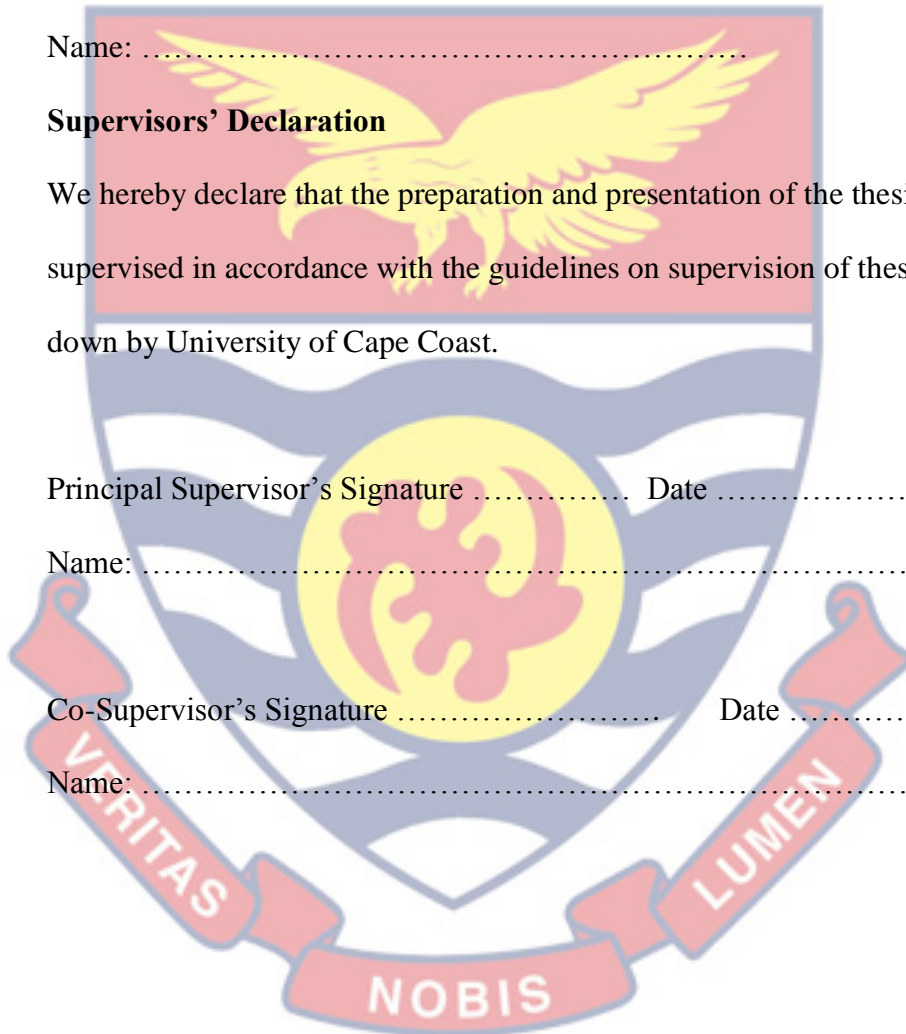 Name: ……………………………………………………
Supervisors’ Declaration
We hereby declare that the preparation and presentation of the thesi
supervised in accordance with the guidelines on supervision of thes
down by University of Cape Coast.
Principal Supervisor’s Signature …………… Date ………………
Name: …………………………………………………………………
Co-Supervisor’s Signature ……………………. Date …………
Name: …………………………………………………………………
VERITAS
NOBIS
LUMEN